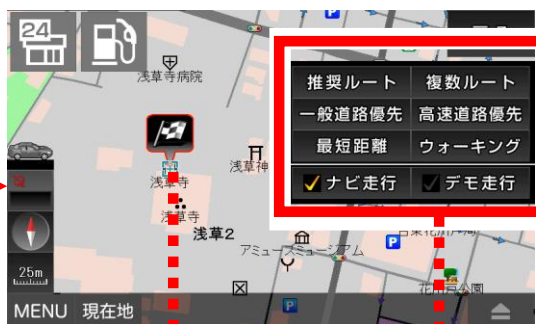 24
浅草寺病院
推奨ルート 複数ルート
一般道路優先 高速道路優先
最短距離 ウォーキング
ナビ走行 デモ走行
浅草神
浅草寺
浅草寺
浅草2
アミューズミュージアム
P
P
P
25m
MENU 現在地